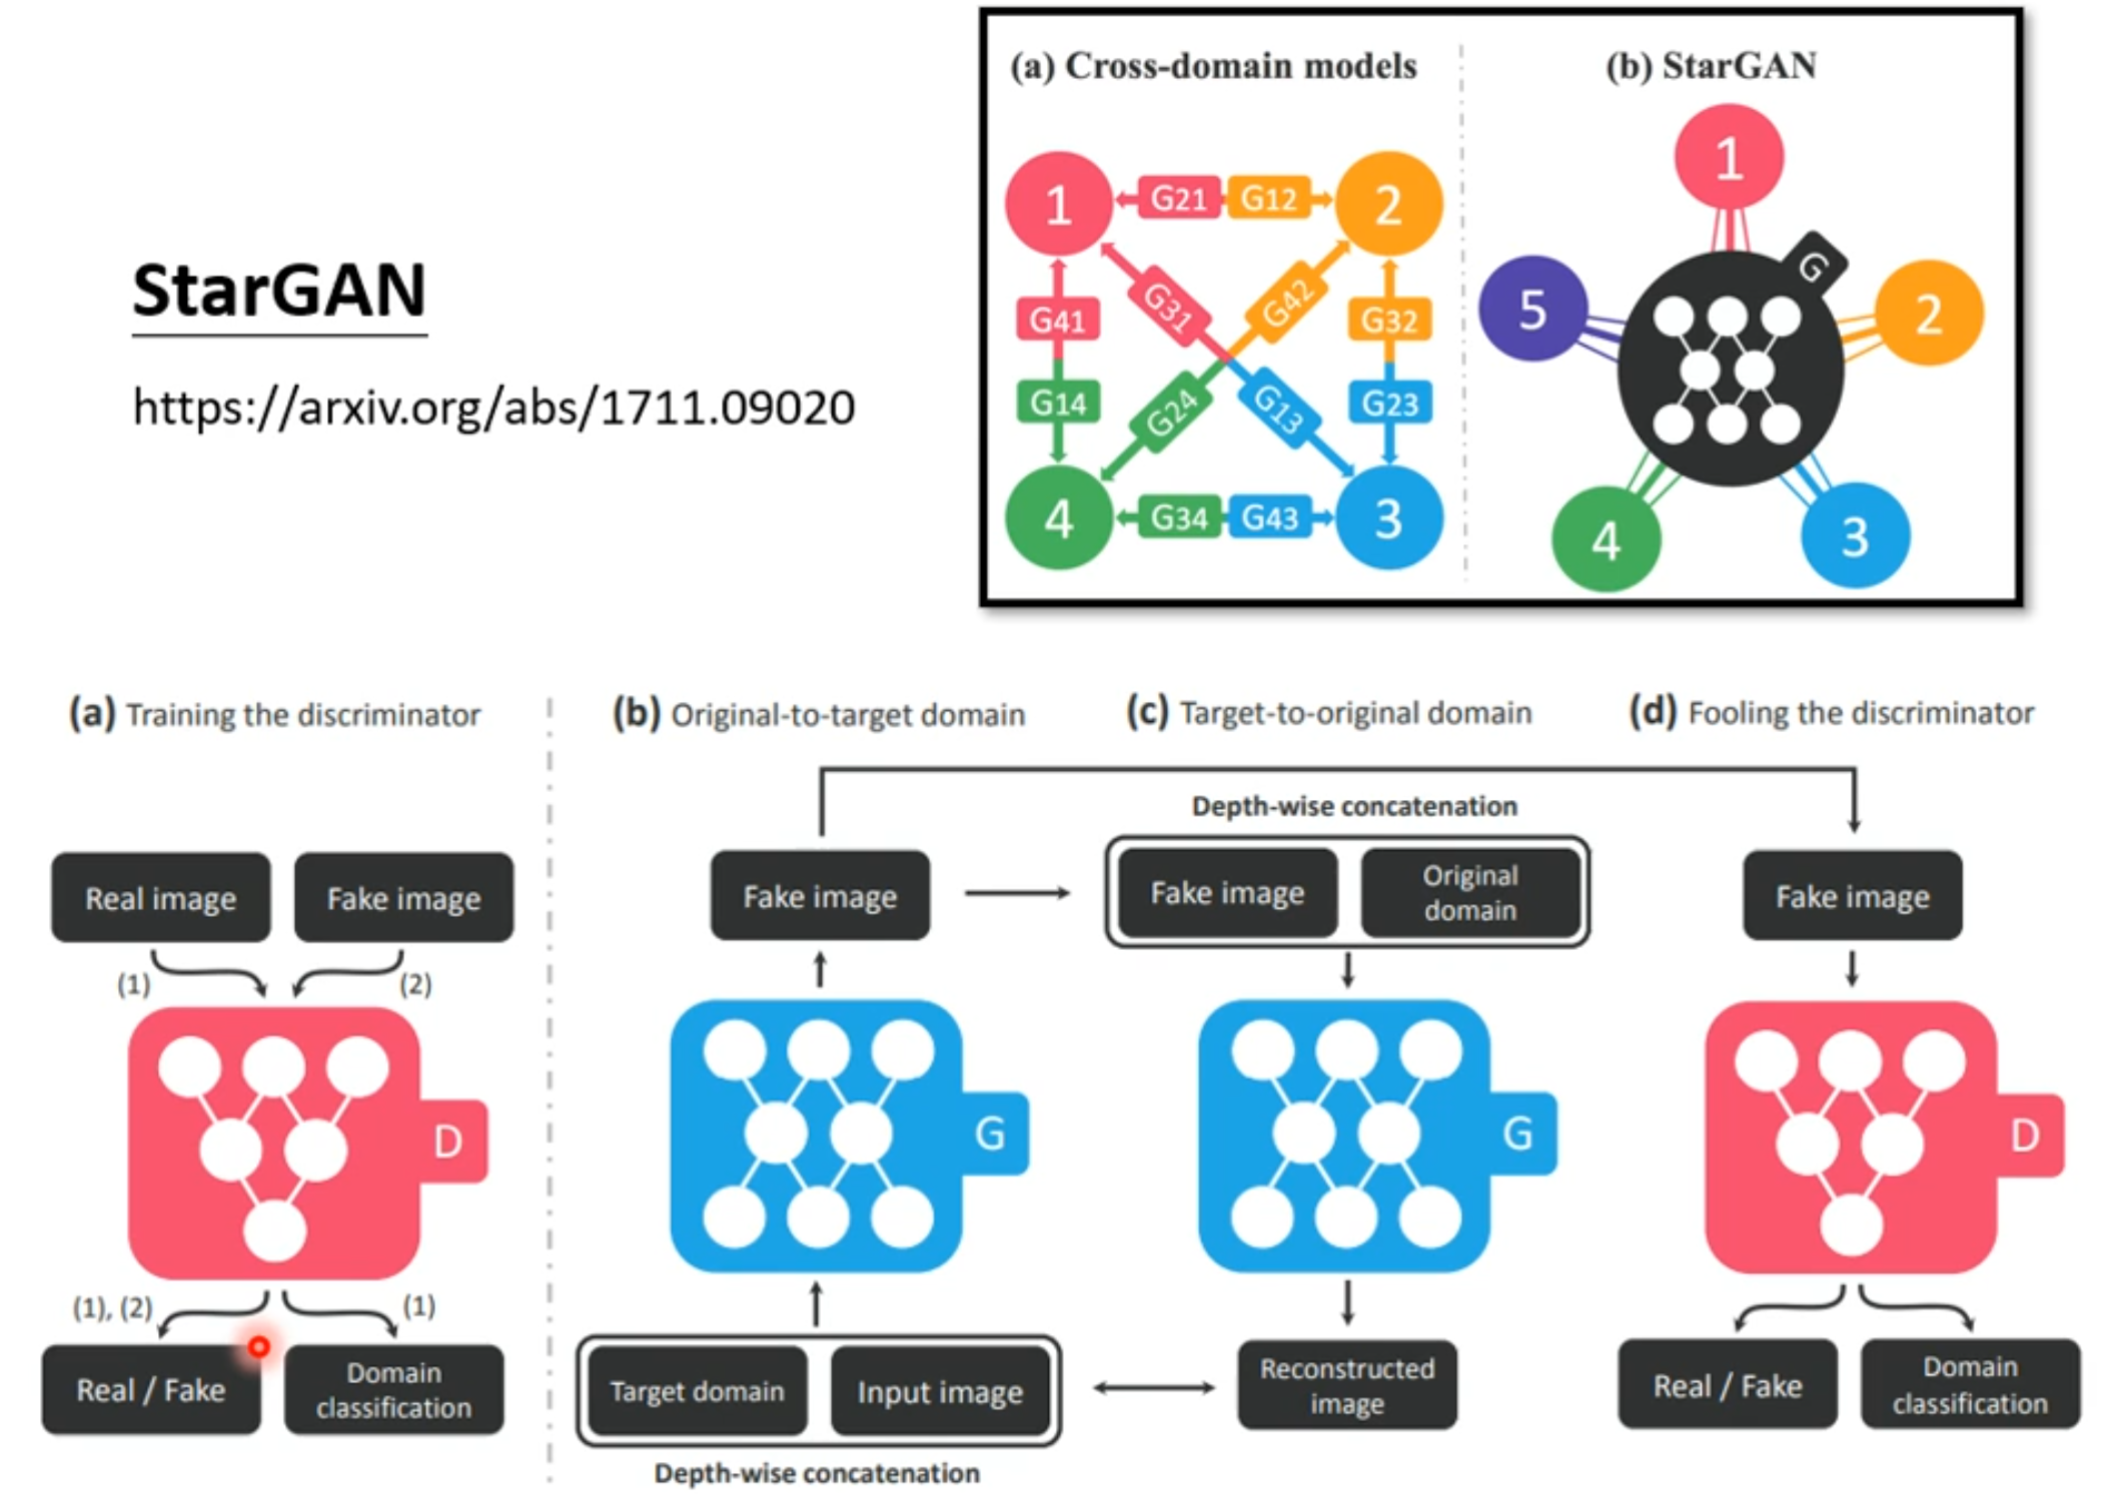 StarGAN
https://arxiv.org/abs/1711.09020
(a) Cross-domain models
1
G21
G12
2
G41
G31
G42
G32
G14
G24
G13
G23
4
G34
G43
3
(b) StarGAN
1
G
5
2
4
3
(a) Training the discriminator
Real image
Fake image
(1)
(2)
D
(1), (2)
(1)
Real / Fake
Domain
classification
(b) Original-to-target domain
Fake image
G
Target domain
Input image
Depth-wise concatenation
(c) Target-to-original domain
Depth-wise concatenation
Fake image
Original
domain
G
Reconstructed
image
(d) Fooling the discriminator
Fake image
D
Real / Fake
Domain
classification